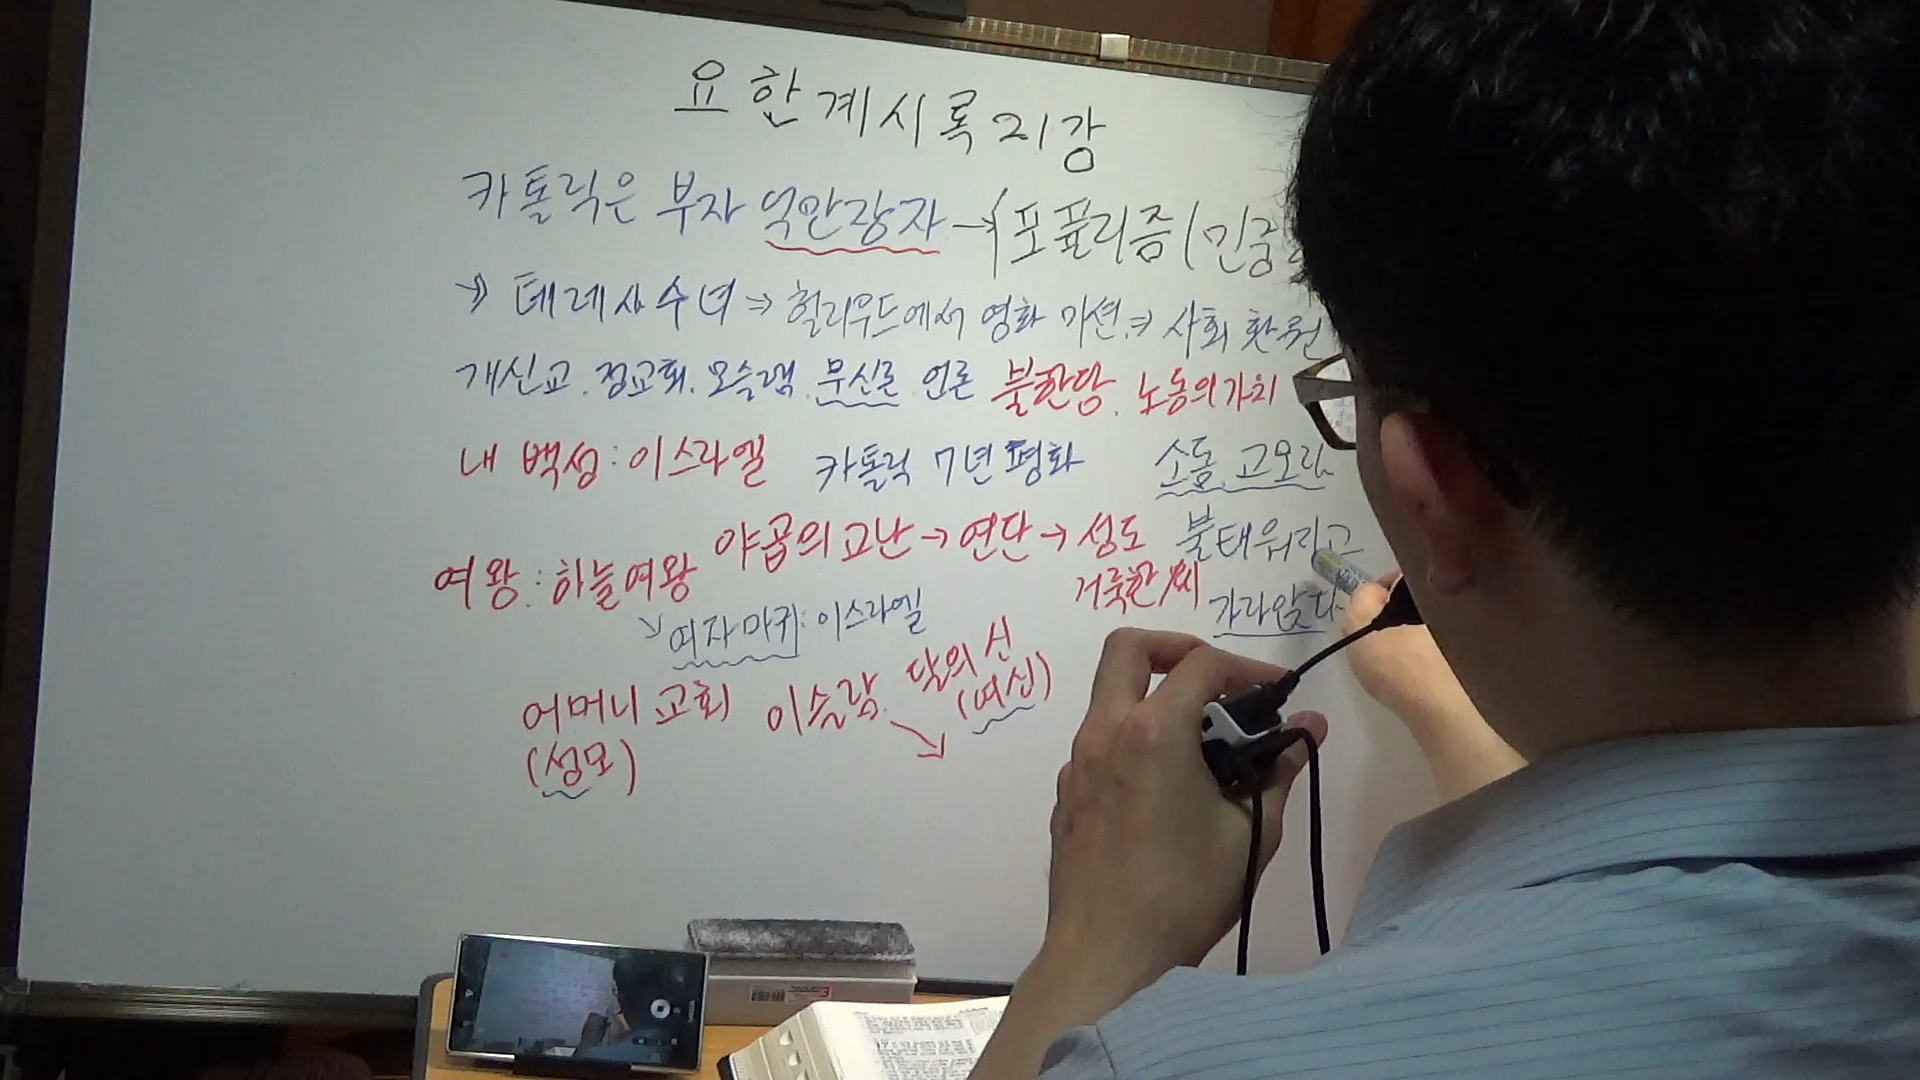 요한계시록 21강
카톨릭은 부자 억만장자 → (포퓰리즘 (민중
→ 테레사 수녀 ⇒ 헐리우드에서 영화 미션. 사회 환원
개신교. 정교회. 모슬렘. 무신론. 언론 불한당. 노동의 가치
내 백성 : 이스라엘 카톨릭 7년 평화 소돔. 고모라
야곱의 고난 → 연단 → 성도 불태워지고
여왕 : 하늘여왕 거룩한 씨 가라앉다
여자 마귀 : 이스라엘
어머니 교회 이슬람. 달의 신
(성모) (여신)